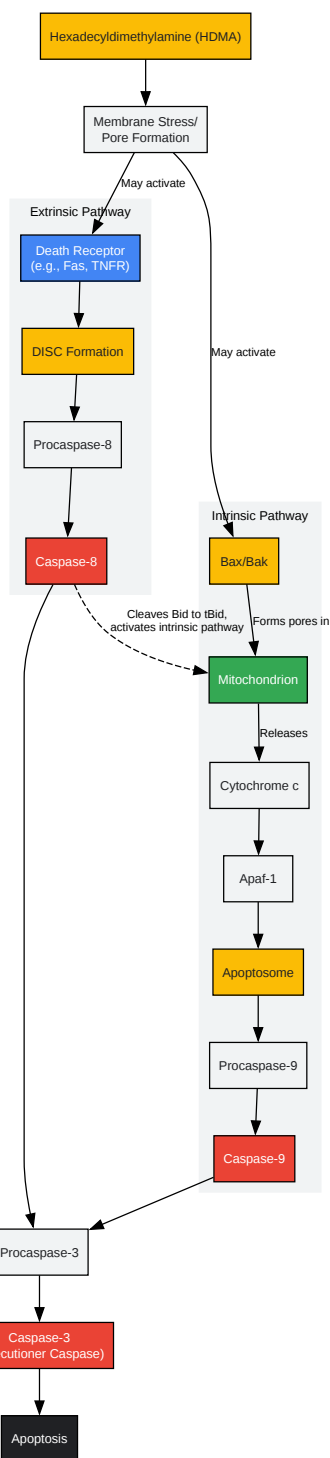 Hexadecyldimethylamine (HDMA)
Membrane Stress/
Pore Formation
May activate
Extrinsic Pathway
Death Receptor
(e.g., Fas, TNFR)
DISC Formation
May activate
Procaspase-8
Intrinsic Pathway
Caspase-8
Bax/Bak
Cleaves Bid to tBid,
activates intrinsic pathway
Forms pores in
Mitochondrion
Releases
Cytochrome c
Apaf-1
Apoptosome
Procaspase-9
Caspase-9
Procaspase-3
Caspase-3
cutioner Caspase)
Apoptosis